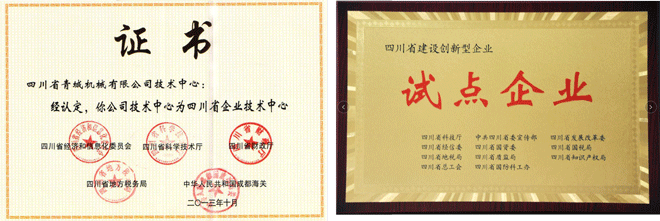 证书
四川省青城机械有限公司技术中心：
经认定，你公司技术中心为四川省企业技术中心
四川省经济和信息化委员会 四川省科学技术厅 四川省财政厅
四川省地方税务局 中华人民共和国成都海关
二〇一三年十月
四川省建设创新型企业
试点企业
四川省科技厅 中共四川省委宣传部 四川省发展改革委
四川省经信委 四川省国资委 四川省国税局
四川省地税局 四川省质监局 四川省知识产权局
四川省总工会 四川省国防科工办